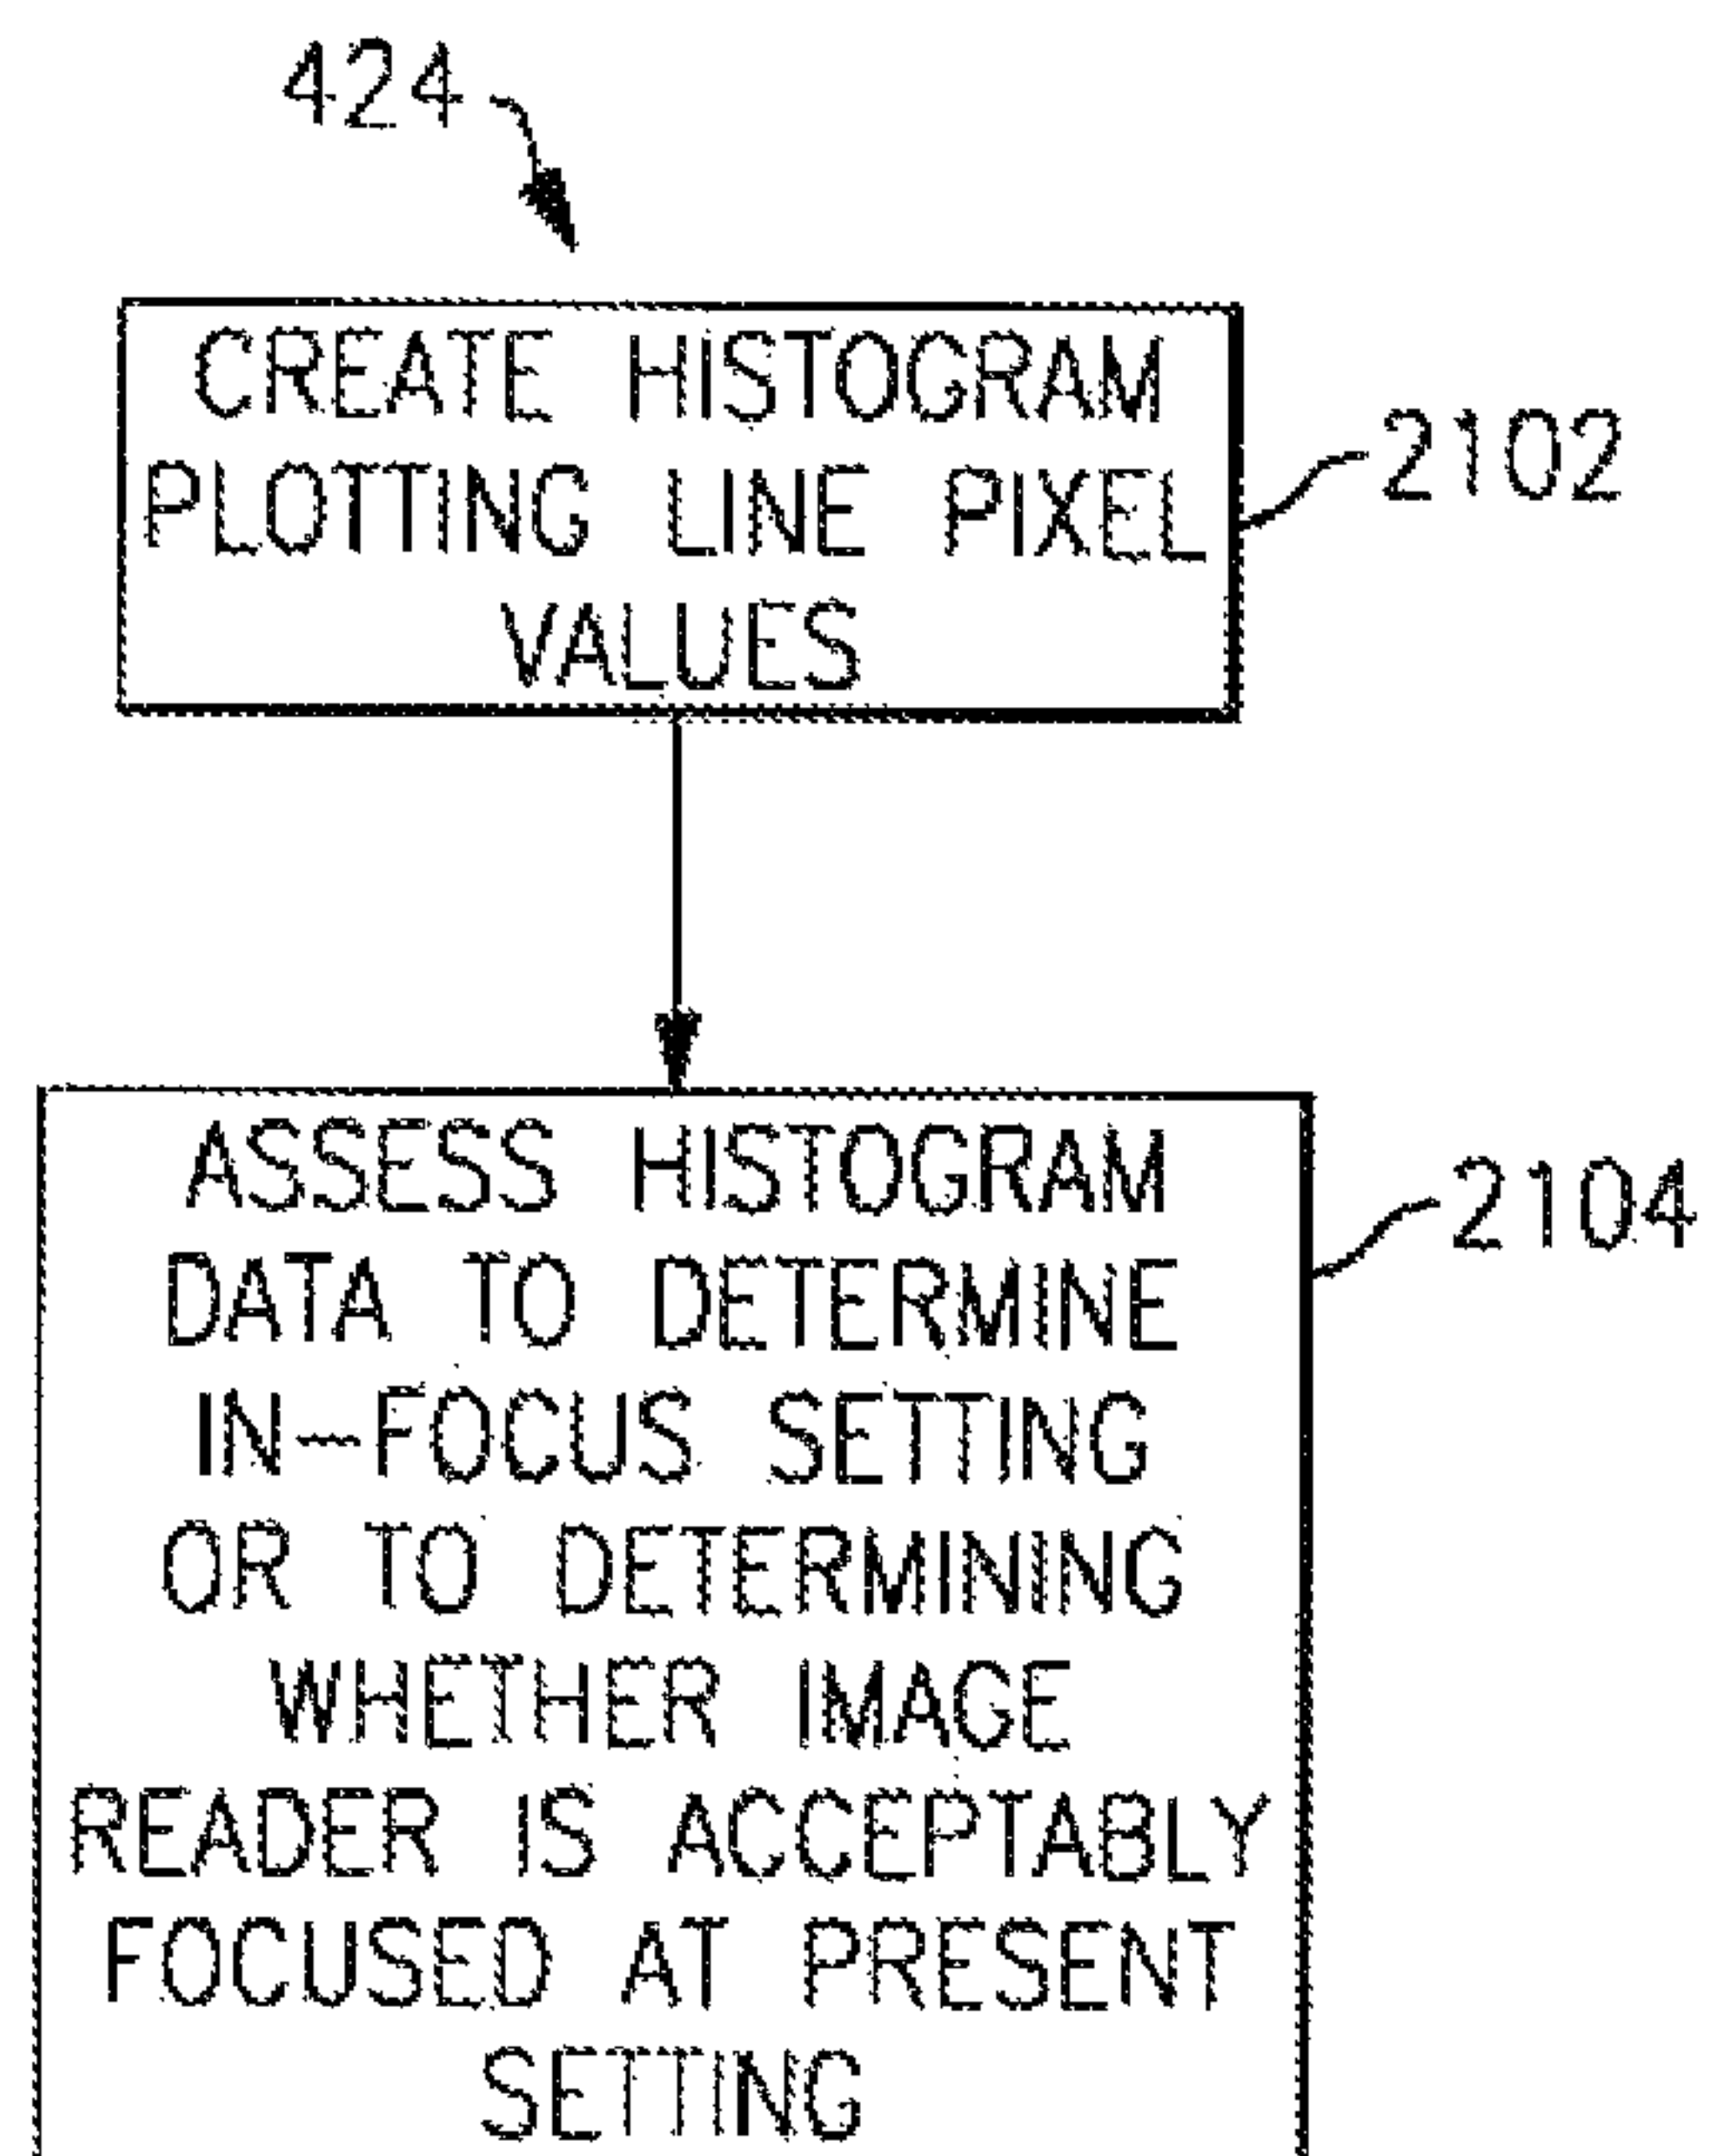 424
CREATE HISTOGRAM
PLOTTING LINE PIXEL
VALUES
2102
ASSESS HISTOGRAM
DATA TO DETERMINE
IN-FOCUS SETTING
OR TO DETERMINING
WHETHER IMAGE
READER IS ACCEPTABLY
FOCUSED AT PRESENT
SETTING
2104